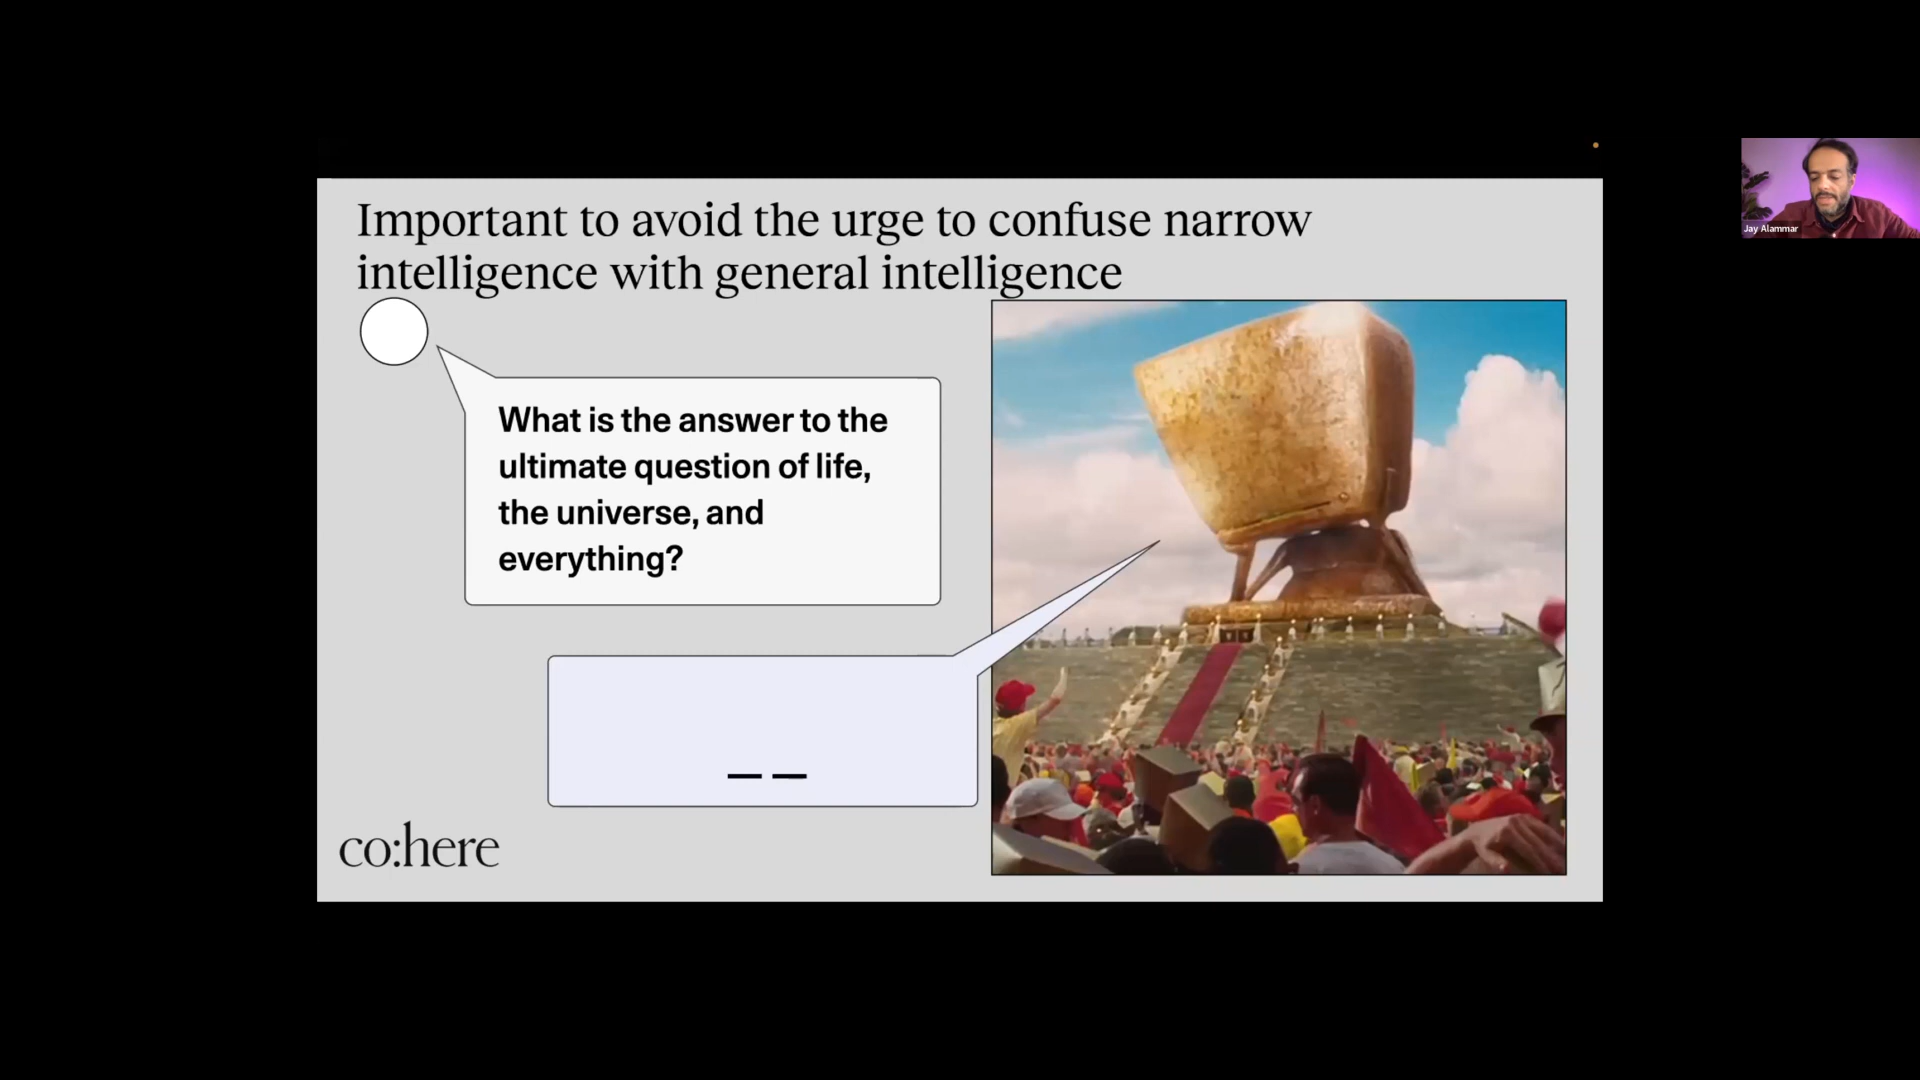 Important to avoid the urge to confuse narrow
intelligence with general intelligence
What is the answer to the
ultimate question of life,
the universe, and
everything?
— —
co:here
Jay Alammar